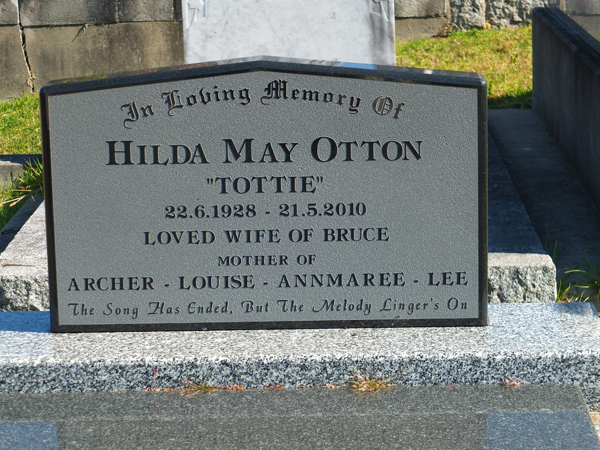 In Loving Memory Of
HILDA MAY OTTON
"TOTTIE"
22.6.1928 - 21.5.2010
LOVED WIFE OF BRUCE
MOTHER OF
ARCHER - LOUISE - ANNMAREE - LEE
The Song Has Ended, But The Melody Linger's On